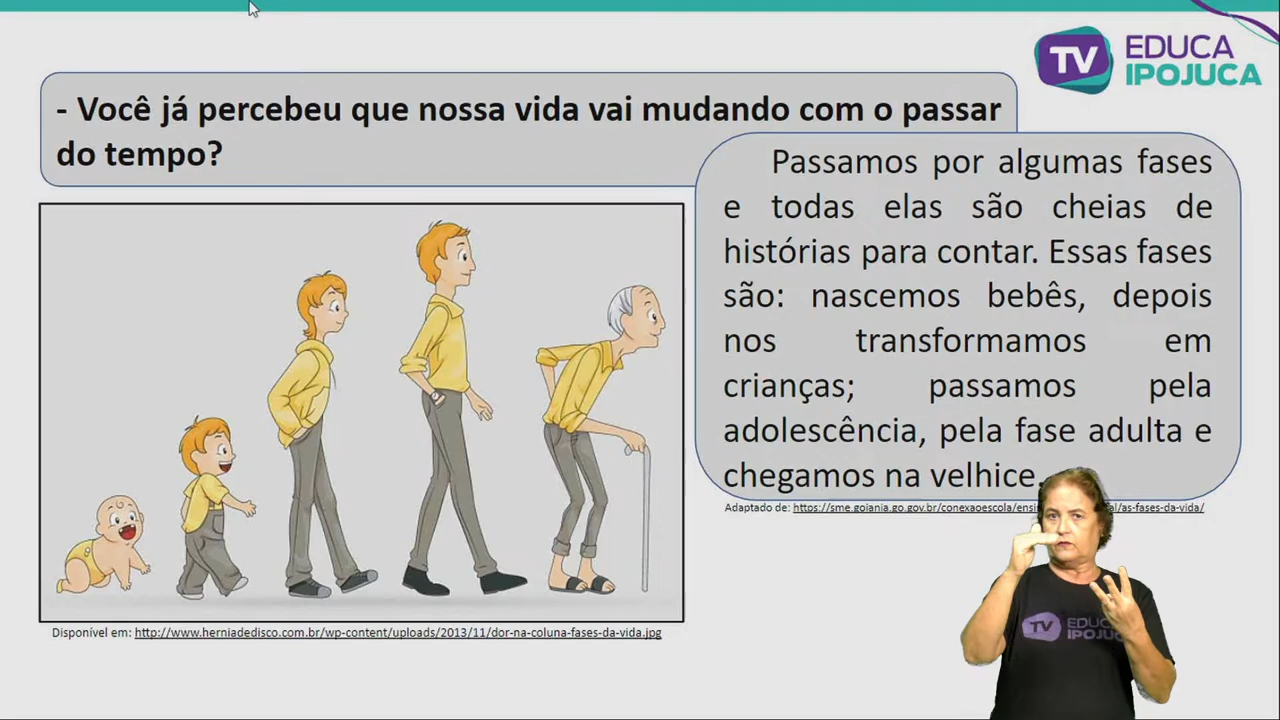 TV EDUCA
IPOJUCA
- Você já percebeu que nossa vida vai mudando com o passar
do tempo?
Passamos por algumas fases
e todas elas são cheias de
histórias para contar. Essas fases
são: nascemos bebês, depois
nos transformamos em
crianças; passamos pela
adolescência, pela fase adulta e
chegamos na velhice.
Adaptado de: https://sme.goiania.go.gov.br/conexaoescola/ensi al/as-fases-da-vida/
Disponível em: http://www.herniadedisco.com.br/wp-content/uploads/2013/11/dor-na-coluna-fases-da-vida.jpg
TV EDUCA
IPOJUCA